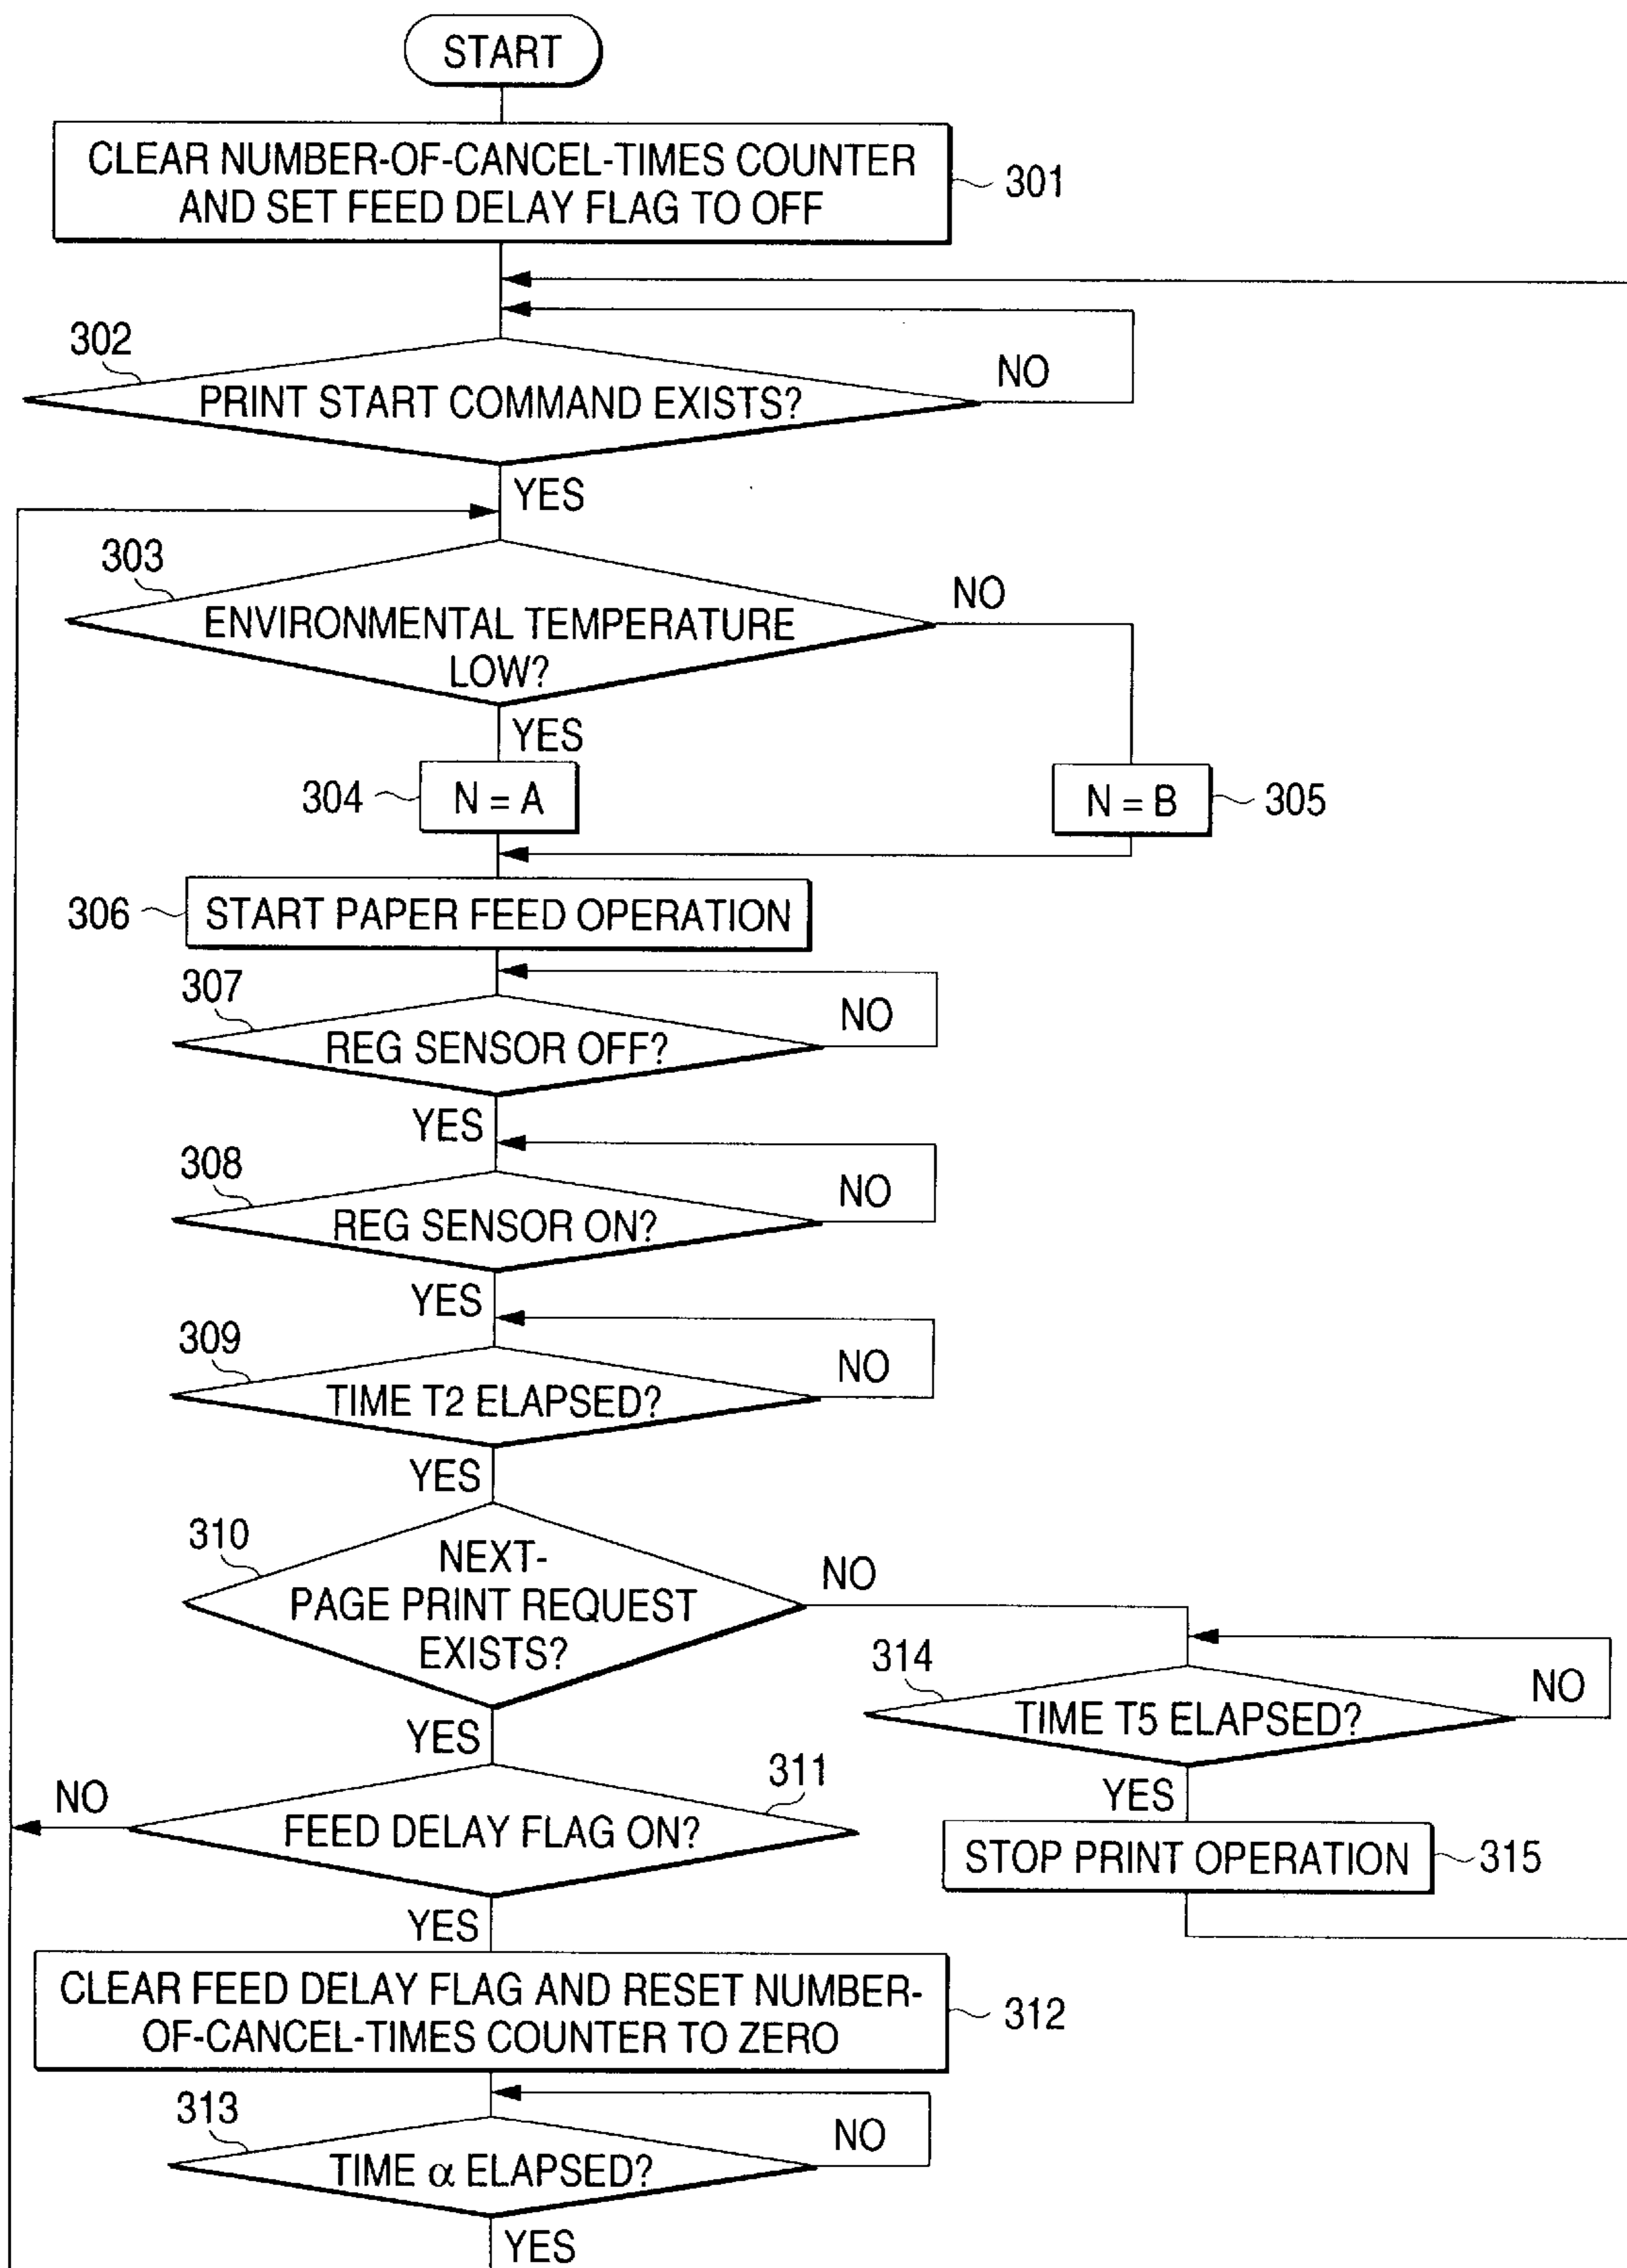 START
CLEAR NUMBER-OF-CANCEL-TIMES COUNTER
AND SET FEED DELAY FLAG TO OFF
301
302
PRINT START COMMAND EXISTS?
NO
YES
303
ENVIRONMENTAL TEMPERATURE
LOW?
NO
YES
304
N = A
N = B
305
306
START PAPER FEED OPERATION
307
REG SENSOR OFF?
NO
YES
308
REG SENSOR ON?
NO
YES
309
TIME T2 ELAPSED?
NO
YES
310
NEXT-
PAGE PRINT REQUEST
EXISTS?
NO
YES
314
TIME T5 ELAPSED?
NO
YES
STOP PRINT OPERATION
315
311
FEED DELAY FLAG ON?
NO
YES
CLEAR FEED DELAY FLAG AND RESET NUMBER-
OF-CANCEL-TIMES COUNTER TO ZERO
312
313
TIME α ELAPSED?
NO
YES